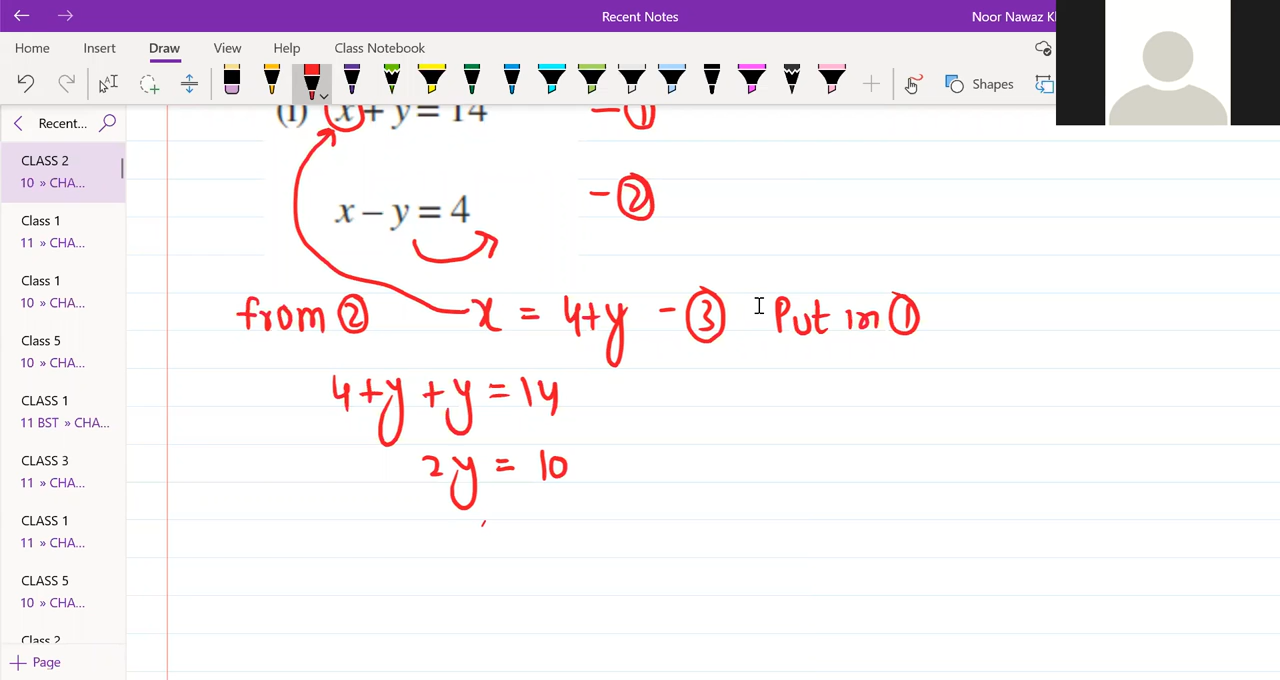 Recent Notes
Noor Nawaz Kh
Home Insert Draw View Help Class Notebook
Shapes
Recent...
CLASS 2
10 » CHA...
Class 1
11 » CHA...
Class 1
10 » CHA...
Class 5
10 » CHA...
CLASS 1
11 BST » CHA...
CLASS 3
11 » CHA...
CLASS 1
11 » CHA...
CLASS 5
10 » CHA...
Class 2
Page
(i) x + y = 14 - ①
x - y = 4 - ②
from ② x = 4+y - ③ Put in ①
4+y+y=14
2y = 10